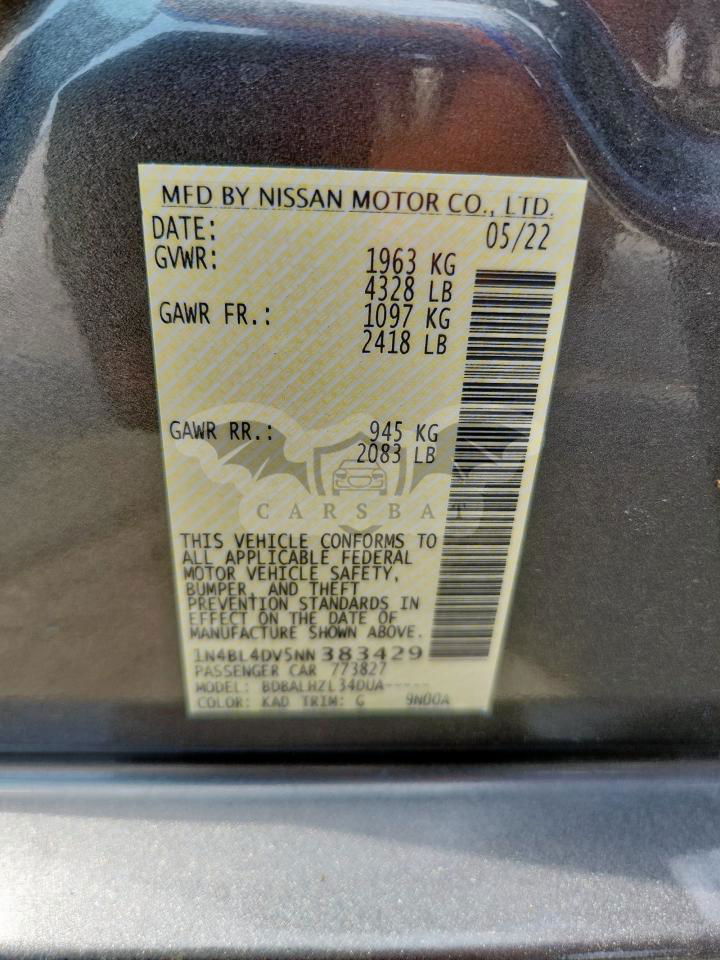 MFD BY NISSAN MOTOR CO., LTD.
DATE: 05/22
GVWR: 1963 KG
4328 LB
GAWR FR.: 1097 KG
2418 LB
GAWR RR.: 945 KG
2083 LB
CARSBAT
THIS VEHICLE CONFORMS TO
ALL APPLICABLE FEDERAL
MOTOR VEHICLE SAFETY,
BUMPER, AND THEFT
PREVENTION STANDARDS IN
EFFECT ON THE DATE OF
MANUFACTURE SHOWN ABOVE.
1N4BL4DV5NN383429
PASSENGER CAR 773827
MODEL: BDBALHZL34DUA-----
COLOR: KAD TRIM: G 9N00A